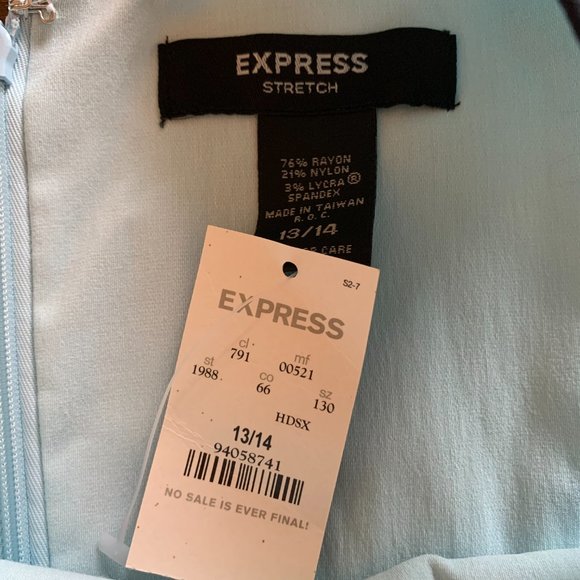 EXPRESS
STRETCH
76% RAYON
21% NYLON
3% LYCRA®
SPANDEX
MADE IN TAIWAN
R.O.C.
13/14
CARE
S2-7
EXPRESS
cl
791
mf
00521
st
1988
co
66
sz
130
HDSX
13/14
94058741
NO SALE IS EVER FINAL!